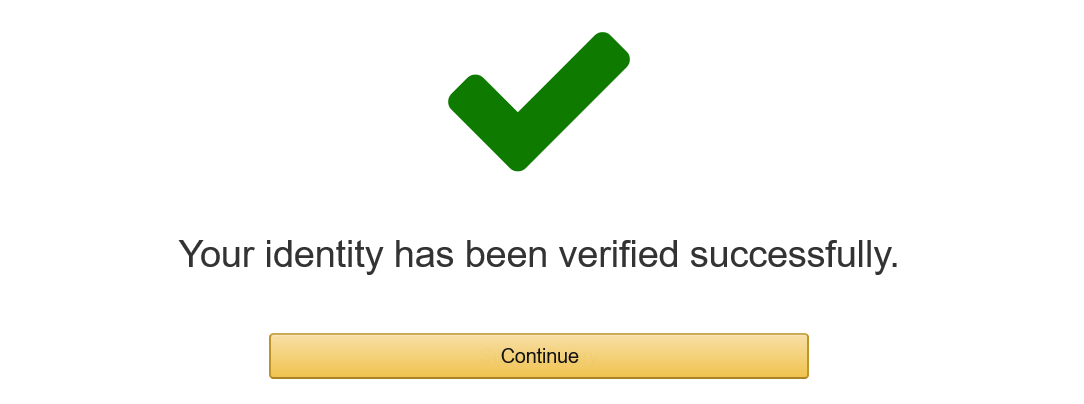 Your identity has been verified successfully.
Continue